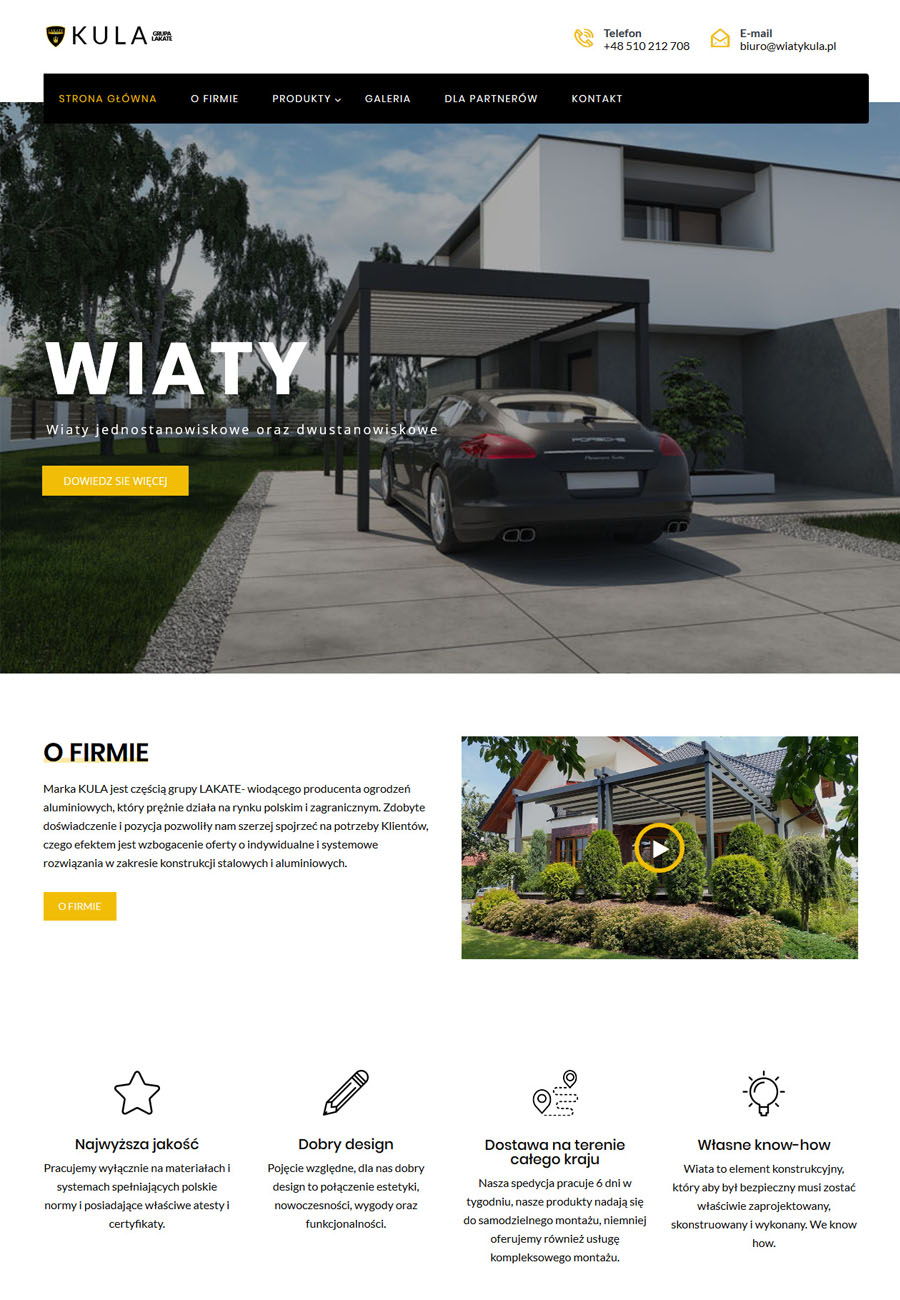 KULA GRUPA LAKATE
Telefon
+48 510 212 708
E-mail
biuro@wiatykula.pl
STRONA GŁÓWNA O FIRMIE PRODUKTY GALERIA DLA PARTNERÓW KONTAKT
WIATY
Wiaty jednostanowiskowe oraz dwustanowiskowe
DOWIEDZ SIE WIĘCEJ
PORSCHE
O FIRMIE
Marka KULA jest częścią grupy LAKATE- wiodącego producenta ogrodzeń
aluminiowych, który prężnie działa na rynku polskim i zagranicznym. Zdobyte
doświadczenie i pozycja pozwoliły nam szerzej spojrzeć na potrzeby Klientów,
czego efektem jest wzbogacenie oferty o indywidualne i systemowe
rozwiązania w zakresie konstrukcji stalowych i aluminiowych.
O FIRMIE
Najwyższa jakość
Pracujemy wyłącznie na materiałach i
systemach spełniających polskie
normy i posiadające właściwe atesty i
certyfikaty.
Dobry design
Pojęcie względne, dla nas dobry
design to połączenie estetyki,
nowoczesności, wygody oraz
funkcjonalności.
Dostawa na terenie
całego kraju
Nasza spedycja pracuje 6 dni w
tygodniu, nasze produkty nadają się
do samodzielnego montażu, niemniej
oferujemy również usługę
kompleksowego montażu.
Własne know-how
Wiata to element konstrukcyjny,
który aby był bezpieczny musi zostać
właściwie zaprojektowany,
skonstruowany i wykonany. We know
how.